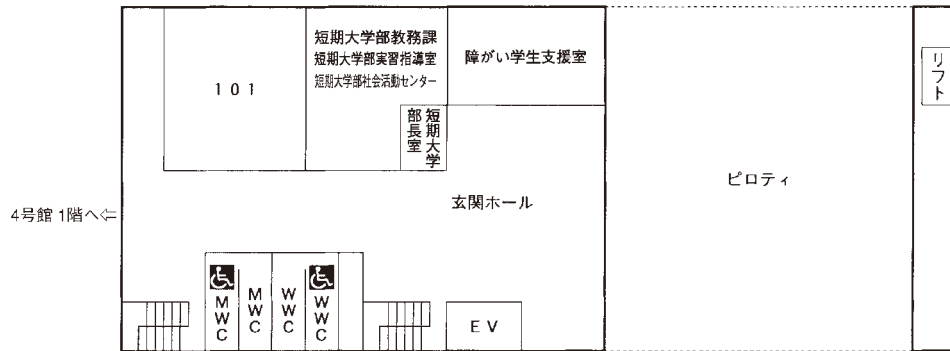 短期大学部教務課
短期大学部実習指導室
短期大学部社会活動センター
障がい学生支援室
リフト
101
短期大学
部長室
ピロティ
玄関ホール
4号館 1階へ⇦
MWC
MWC
WWC
WWC
EV